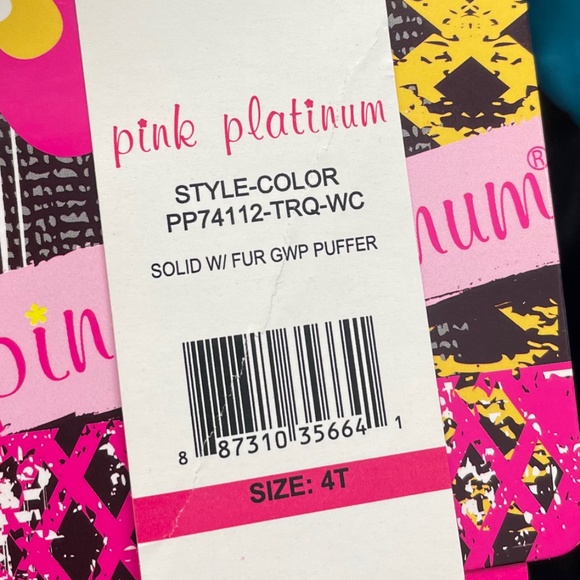 pink platinum
STYLE-COLOR
PP74112-TRQ-WC
SOLID W/ FUR GWP PUFFER
8 87310 35664 1
SIZE: 4T
pin
num®